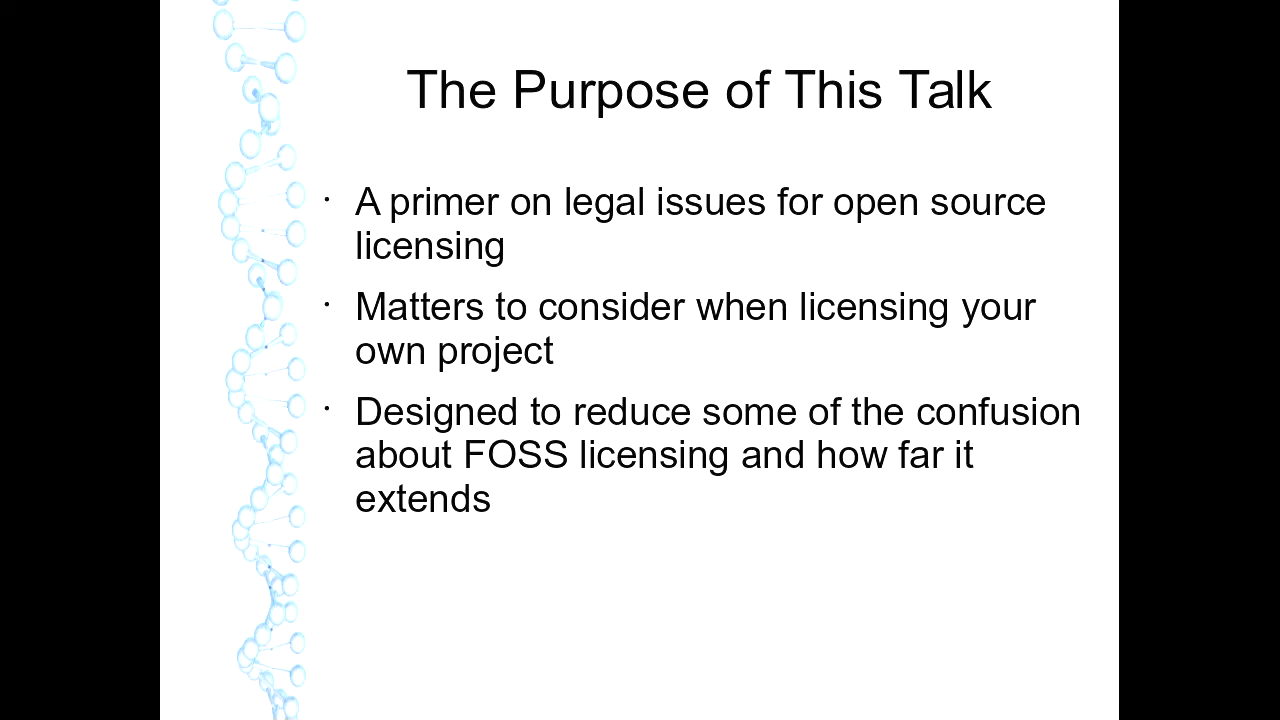 The Purpose of This Talk
· A primer on legal issues for open source
licensing
· Matters to consider when licensing your
own project
· Designed to reduce some of the confusion
about FOSS licensing and how far it
extends